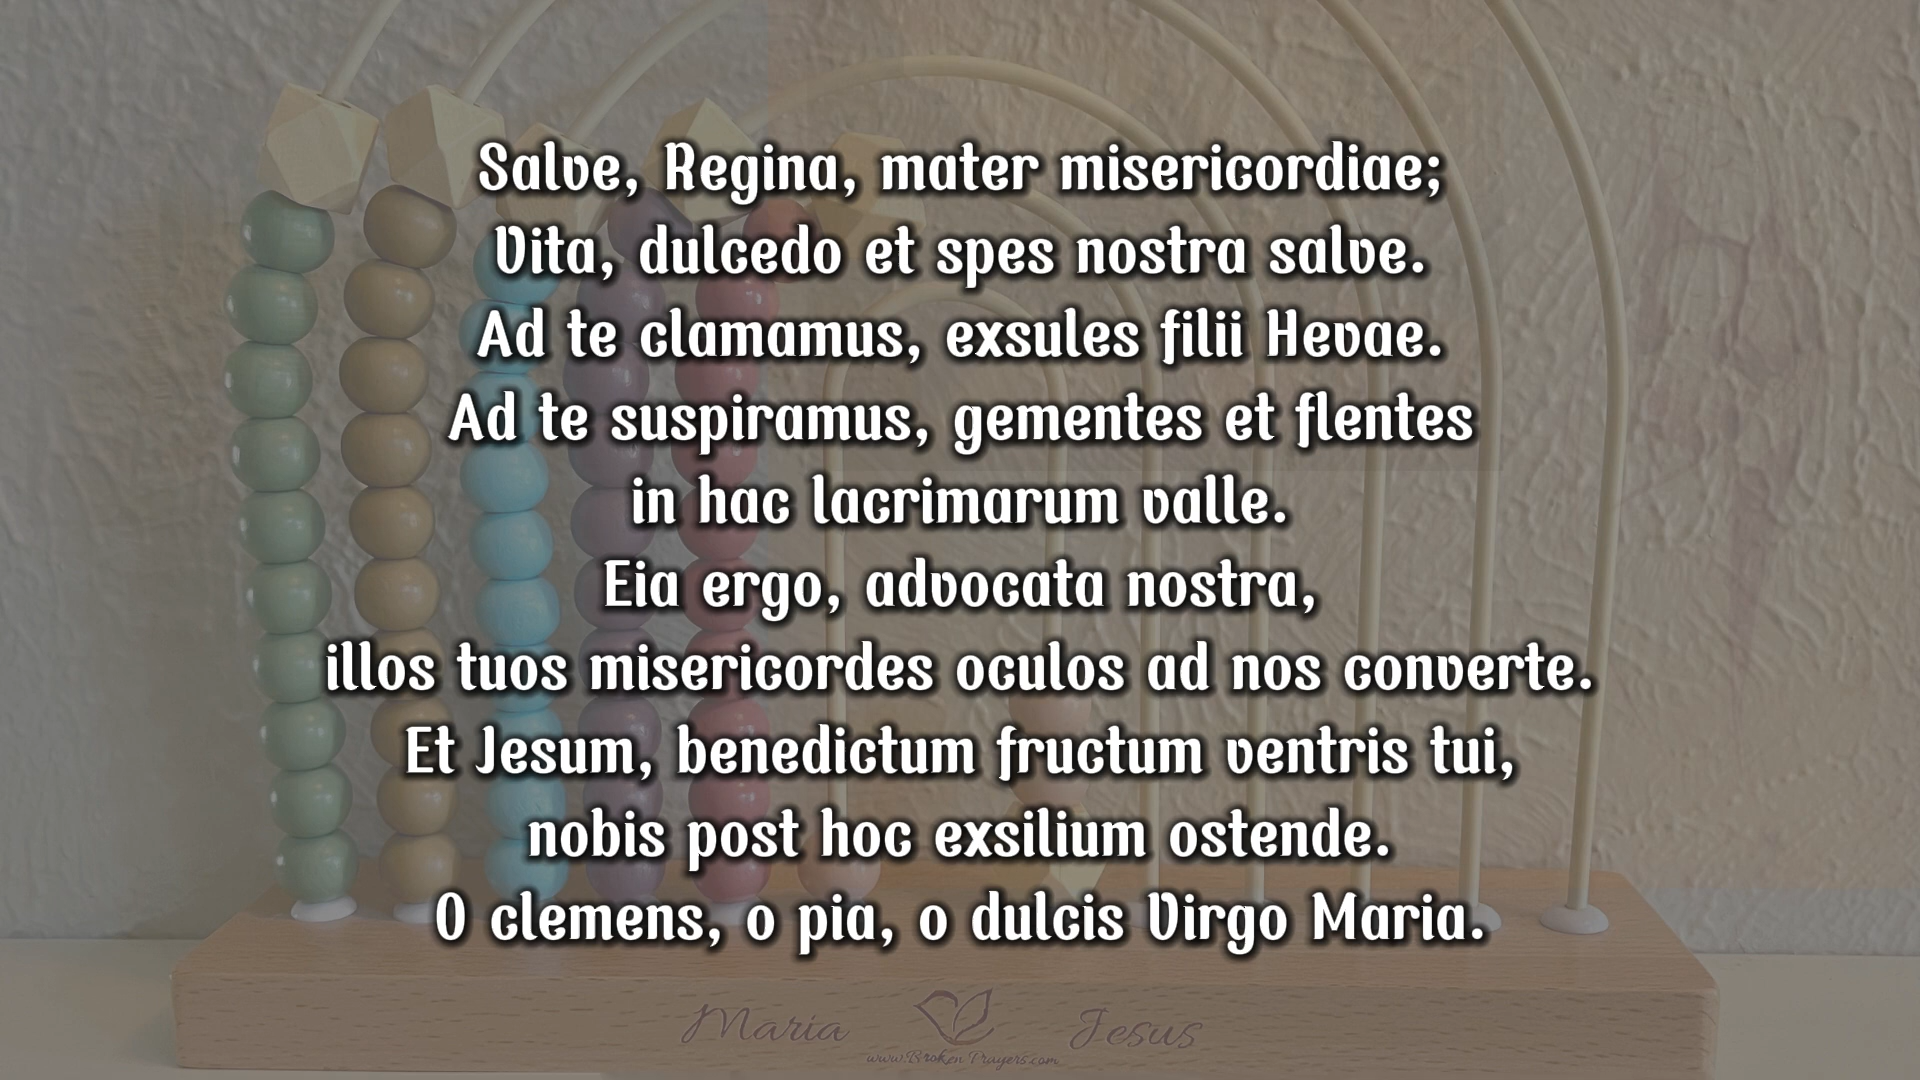 Salve, Regina, mater misericordiae;
Vita, dulcedo et spes nostra salve.
Ad te clamamus, exsules filii Hevae.
Ad te suspiramus, gementes et flentes
in hac lacrimarum valle.
Eia ergo, advocata nostra,
illos tuos misericordes oculos ad nos converte.
Et Jesum, benedictum fructum ventris tui,
nobis post hoc exsilium ostende.
O clemens, o pia, o dulcis Virgo Maria.
Maria Jesus
www.BrokenPrayers.com